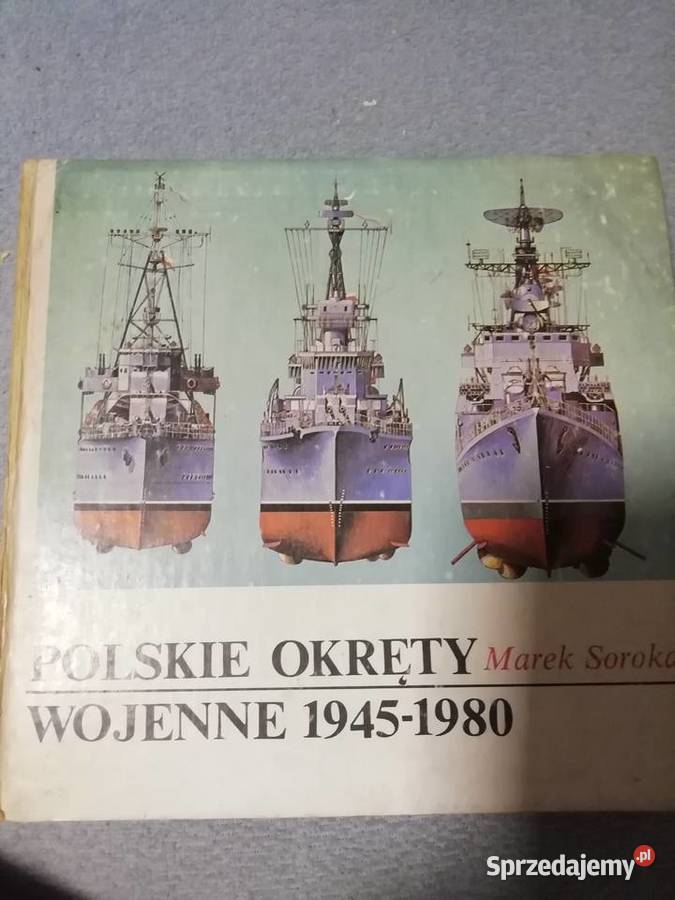 POLSKIE OKRĘTY Marek Soroka
WOJENNE 1945-1980
Sprzedajemy.pl